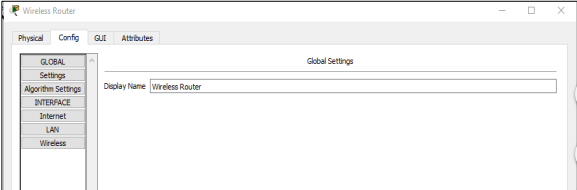 Wireless Router
Physical Config GUI Attributes
GLOBAL
Settings
Algorithm Settings
INTERFACE
Internet
LAN
Wireless
Global Settings
Display Name Wireless Router